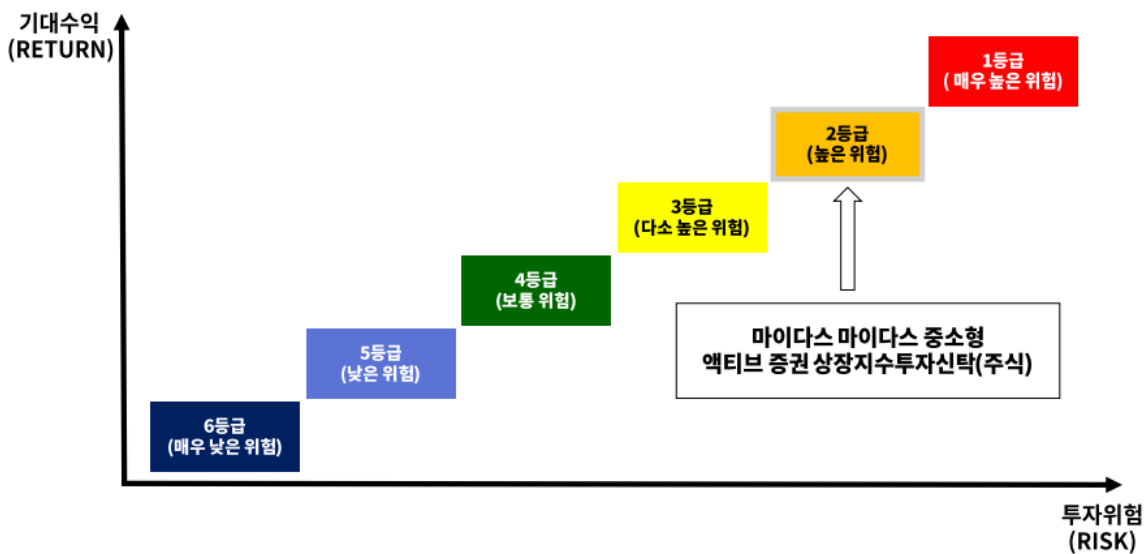 기대수익
(RETURN)
1등급
( 매우 높은 위험)
2등급
(높은 위험)
3등급
(다소 높은 위험)
4등급
(보통 위험)
마이다스 마이다스 중소형
액티브 증권 상장지수투자신탁(주식)
5등급
(낮은 위험)
6등급
(매우 낮은 위험)
투자위험
(RISK)